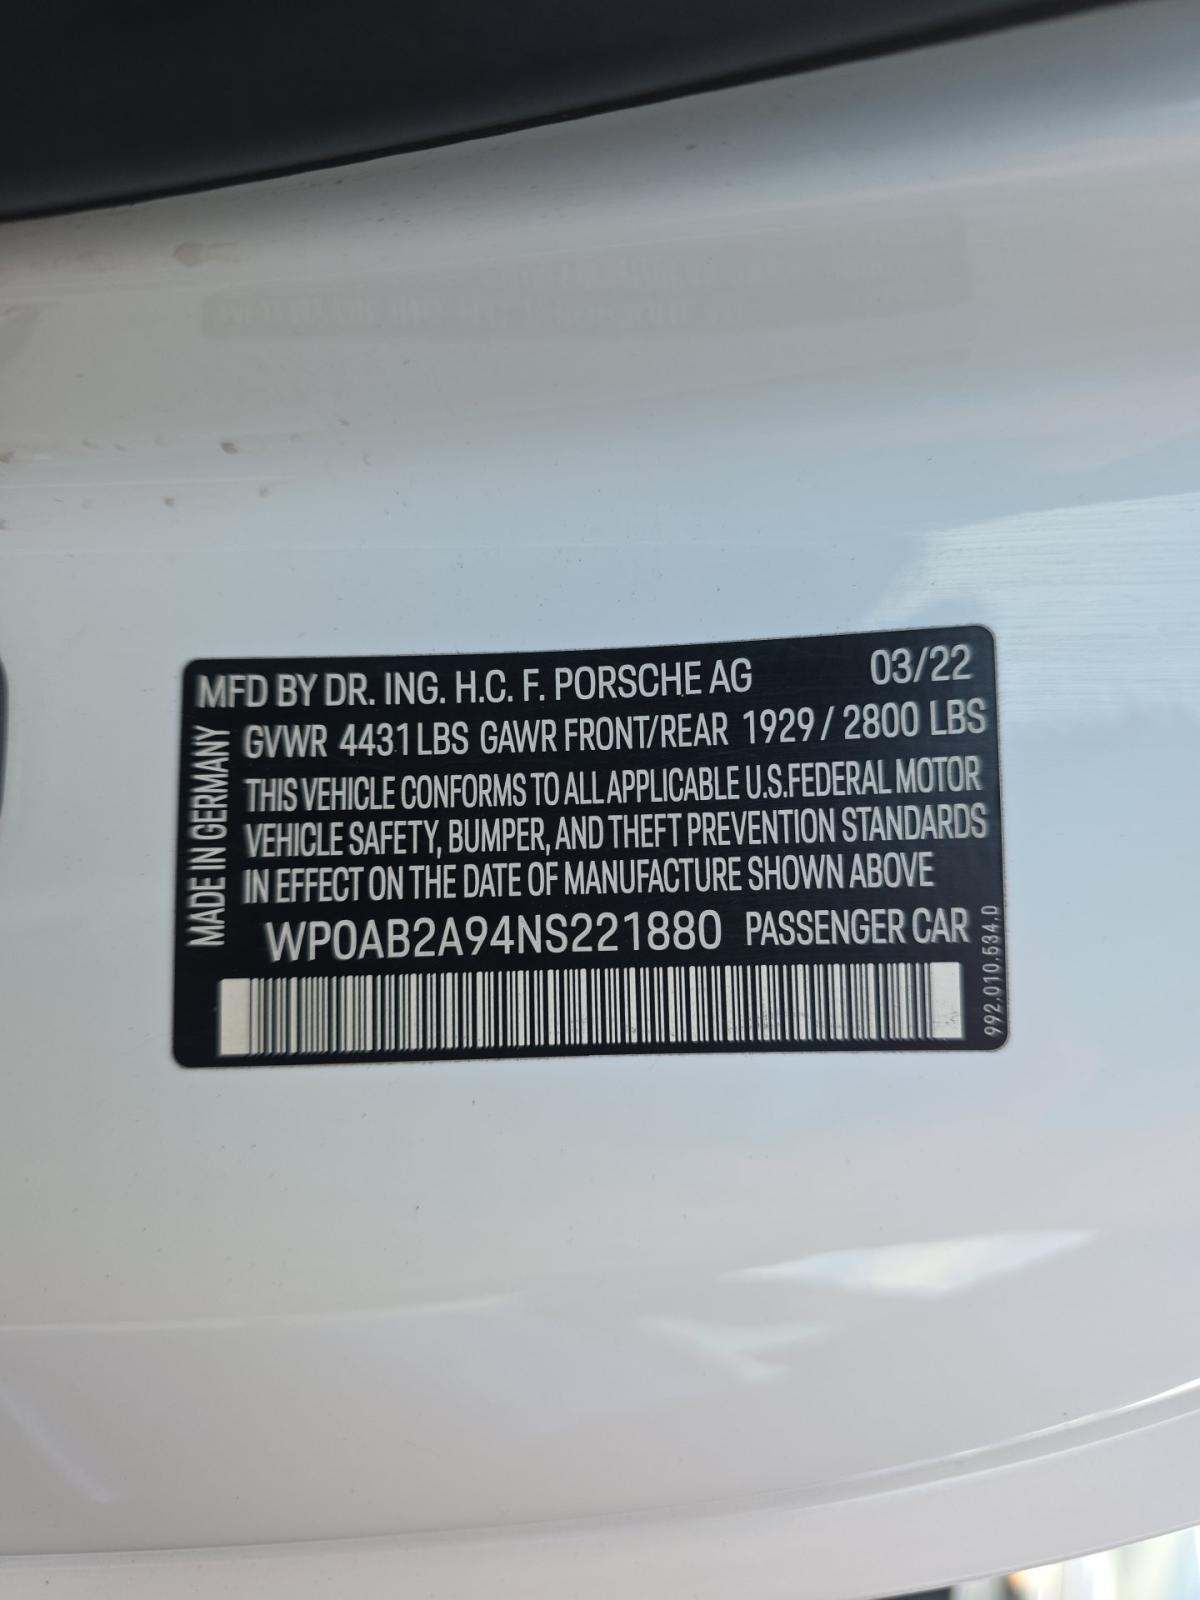 MFD BY DR. ING. H.C. F. PORSCHE AG 03/22
GVWR 4431 LBS GAWR FRONT/REAR 1929 / 2800 LBS
THIS VEHICLE CONFORMS TO ALL APPLICABLE U.S.FEDERAL MOTOR
VEHICLE SAFETY, BUMPER, AND THEFT PREVENTION STANDARDS
IN EFFECT ON THE DATE OF MANUFACTURE SHOWN ABOVE
WP0AB2A94NS221880 PASSENGER CAR
MADE IN GERMANY
992.010.534.0